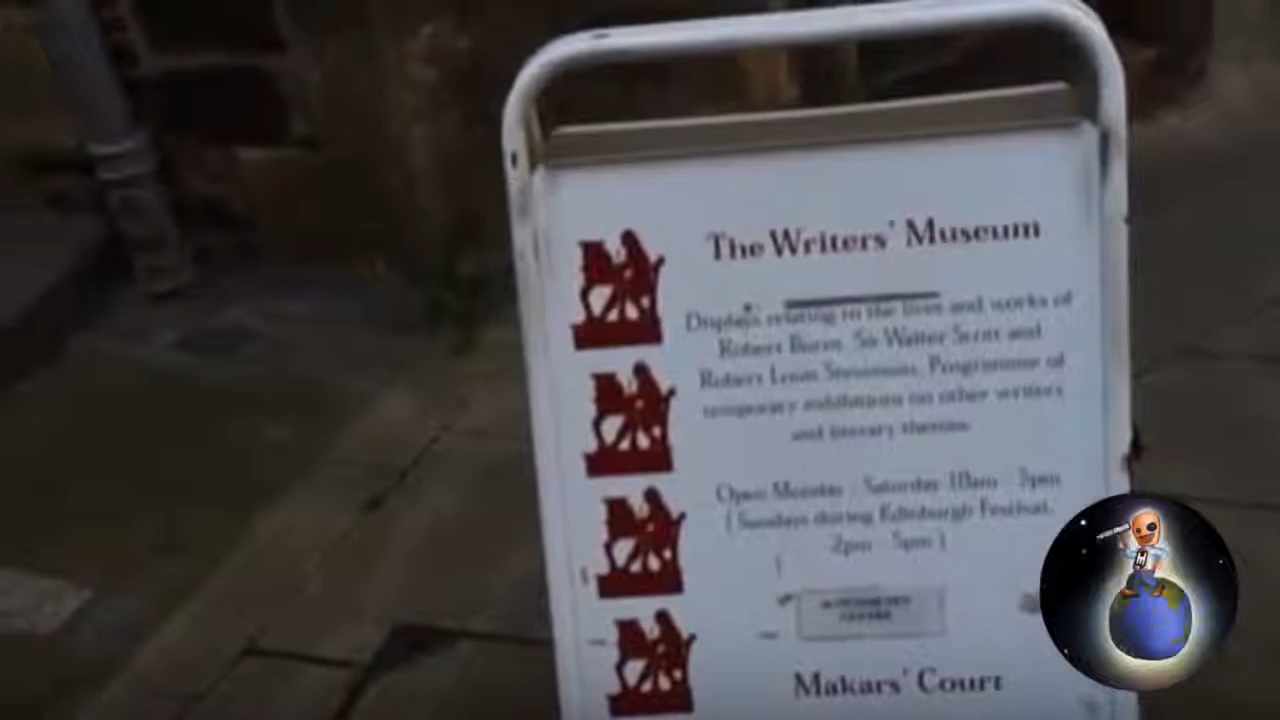 The Writers' Museum
Displays relating to the lives and works of
Robert Burns, Sir Walter Scott and
Robert Louis Stevenson. Programme of
temporary exhibitions on other writers
and literary themes.
Open Monday - Saturday 10am - 5pm
( Sundays during Edinburgh Festival,
2pm - 5pm )
Makars' Court